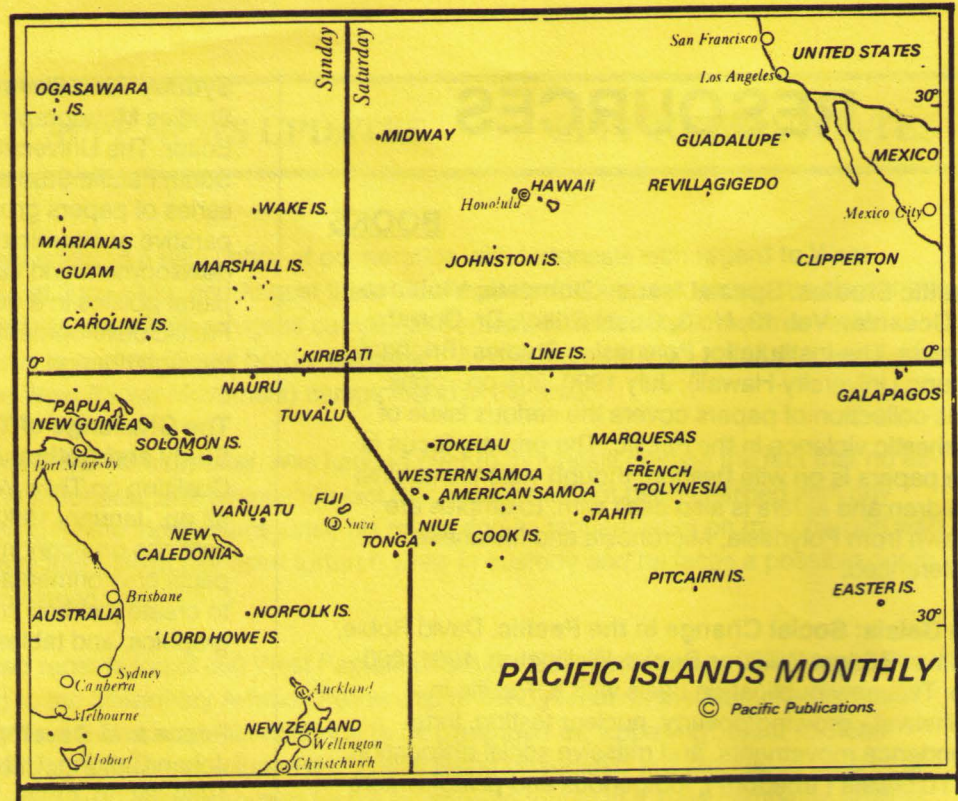 Sunday
Saturday
San Francisco
UNITED STATES
Los Angeles
OGASAWARA
IS.
30°
MIDWAY
GUADALUPE
MEXICO
HAWAII
REVILLAGIGEDO
Honolulu
WAKE IS.
Mexico City
MARIANAS
GUAM
MARSHALL IS.
JOHNSTON IS.
CLIPPERTON
CAROLINE IS.
0°
KIRIBATI
LINE IS.
0°
NAURU
GALAPAGOS
PAPUA
NEW GUINEA
TUVALU
SOLOMON IS.
TOKELAU
MARQUESAS
Port Moresby
WESTERN SAMOA
FRENCH
POLYNESIA
AMERICAN SAMOA
FIJI
VANUATU
Suva
TAHITI
NIUE
NEW
CALEDONIA
TONGA
COOK IS.
PITCAIRN IS.
EASTER IS.
Brisbane
AUSTRALIA
NORFOLK IS.
30°
LORD HOWE IS.
Sydney
Canberra
PACIFIC ISLANDS MONTHLY
© Pacific Publications.
Auckland
Melbourne
NEW ZEALAND
Wellington
Hobart
Christchurch